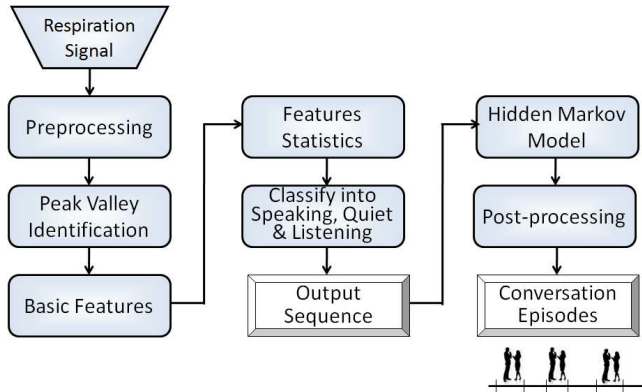 Respiration
Signal
Preprocessing
Peak Valley
Identification
Basic Features
Features
Statistics
Classify into
Speaking, Quiet
& Listening
Output
Sequence
Hidden Markov
Model
Post-processing
Conversation
Episodes